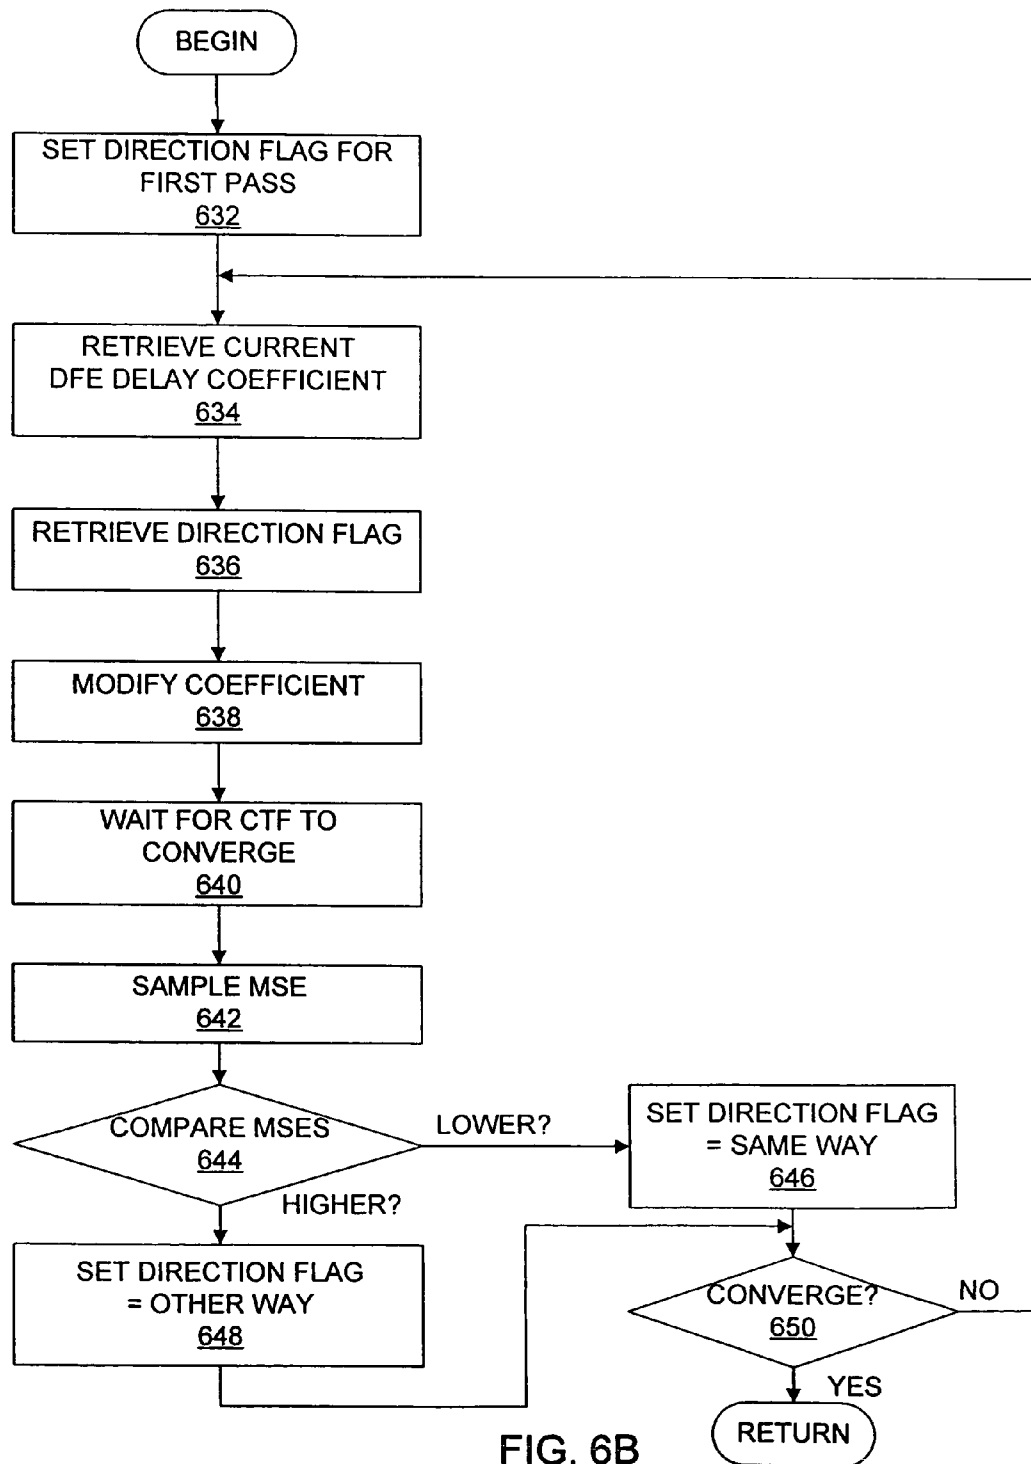 BEGIN
SET DIRECTION FLAG FOR
FIRST PASS
632
RETRIEVE CURRENT
DFE DELAY COEFFICIENT
634
RETRIEVE DIRECTION FLAG
636
MODIFY COEFFICIENT
638
WAIT FOR CTF TO
CONVERGE
640
SAMPLE MSE
642
COMPARE MSES
644
LOWER?
HIGHER?
SET DIRECTION FLAG
= SAME WAY
646
SET DIRECTION FLAG
= OTHER WAY
648
CONVERGE?
650
NO
YES
RETURN
FIG. 6B